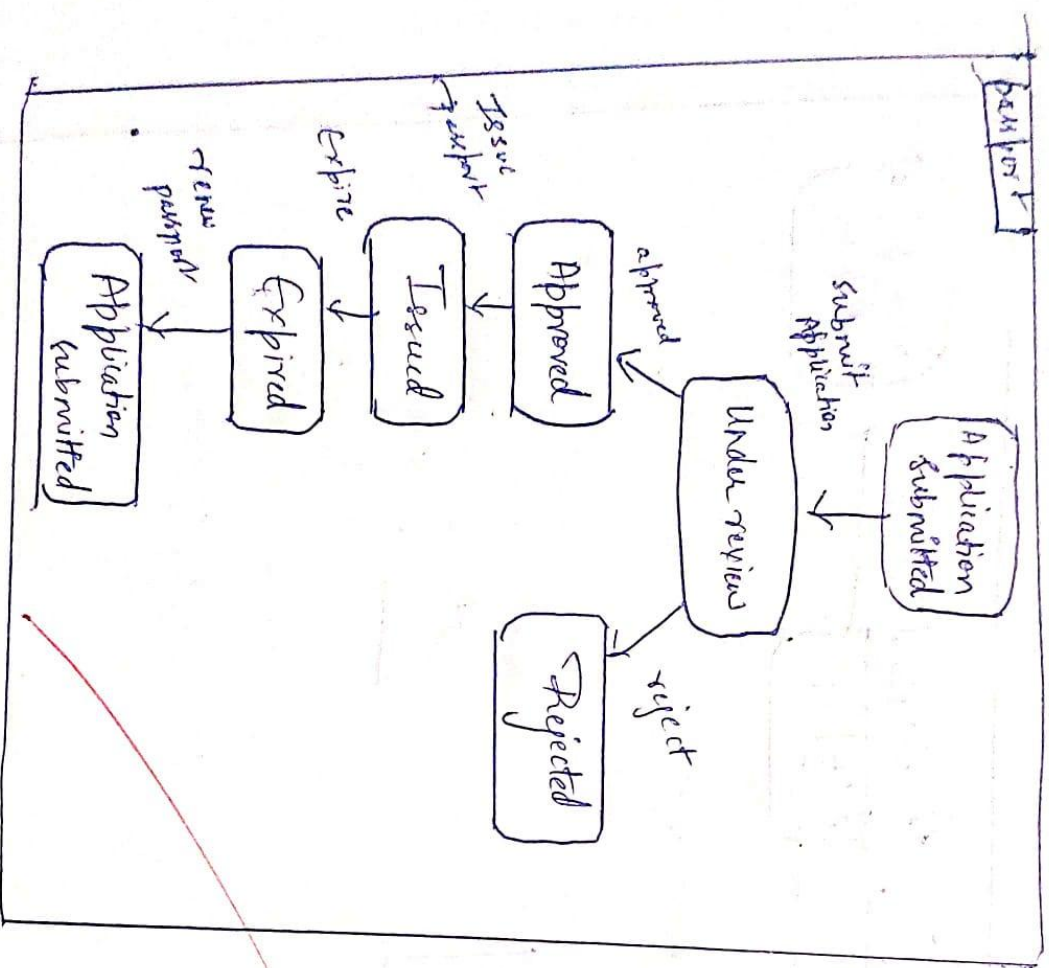 passport
Application
submitted
submit
Application
Under review
approved
reject
Approved
Rejected
Issue
passport
Issued
Expire
Expired
renew
passport
Application
submitted